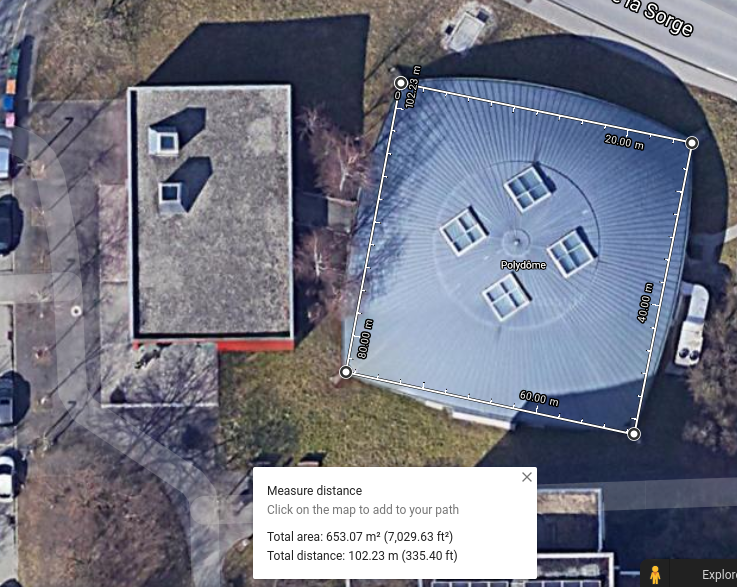 la Sorge
0
102.23 m
20.00 m
Polydôme
40.00 m
80.00 m
60.00 m
Measure distance
Click on the map to add to your path
Total area: 653.07 m² (7,029.63 ft²)
Total distance: 102.23 m (335.40 ft)
Explore